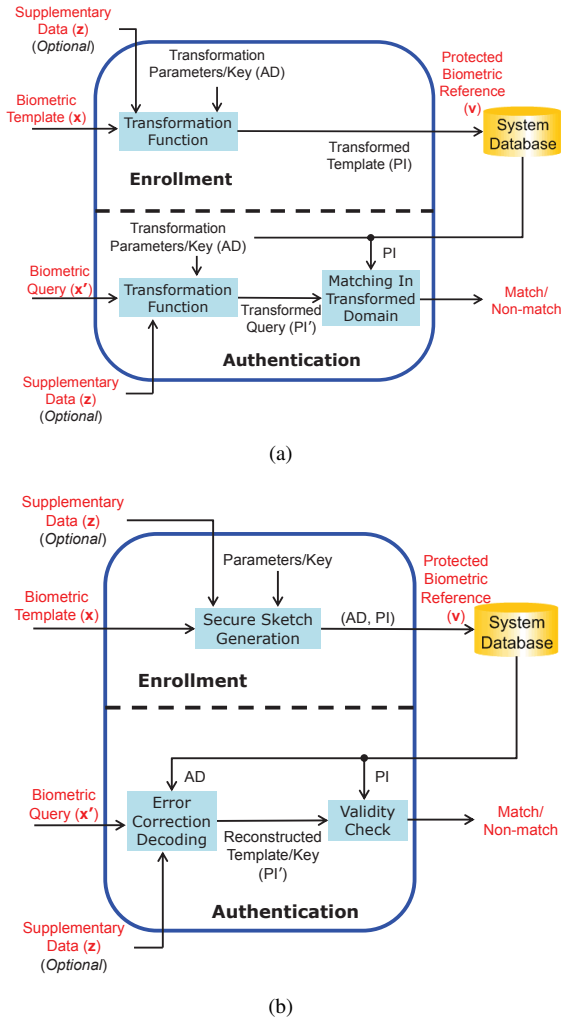 Supplementary
Data (z)
(Optional)
Transformation
Parameters/Key (AD)
Protected
Biometric
Reference
(v)
Biometric
Template (x)
Transformation
Function
System
Database
Transformed
Template (PI)
Enrollment
Transformation
Parameters/Key (AD)
PI
Biometric
Query (x′)
Transformation
Function
Transformed
Query (PI′)
Matching In
Transformed
Domain
Match/
Non-match
Authentication
Supplementary
Data (z)
(Optional)
(a)
Supplementary
Data (z)
(Optional)
Parameters/Key
Protected
Biometric
Reference
(v)
Biometric
Template (x)
Secure Sketch
Generation
(AD, PI)
System
Database
Enrollment
AD
PI
Biometric
Query (x′)
Error
Correction
Decoding
Reconstructed
Template/Key
(PI′)
Validity
Check
Match/
Non-match
Authentication
Supplementary
Data (z)
(Optional)
(b)